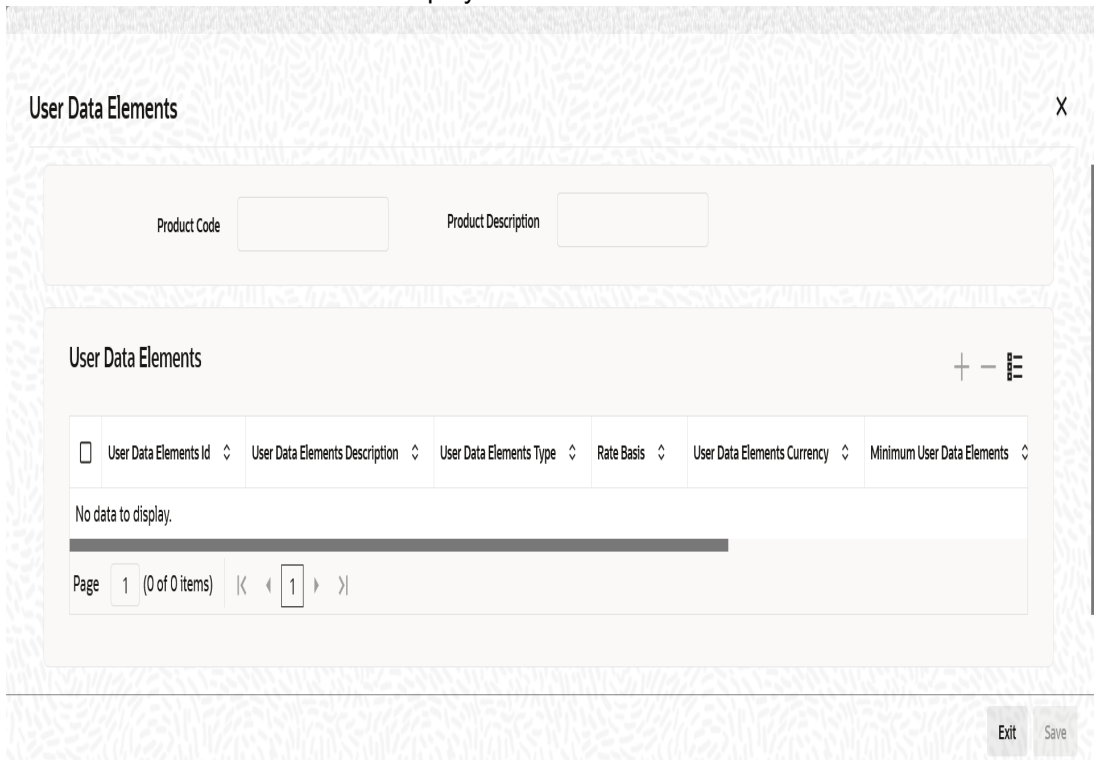 User Data Elements X
Product Code Product Description
User Data Elements
User Data Elements Id User Data Elements Description User Data Elements Type Rate Basis User Data Elements Currency Minimum User Data Elements
No data to display.
Page 1 (0 of 0 items) 1
Exit Save